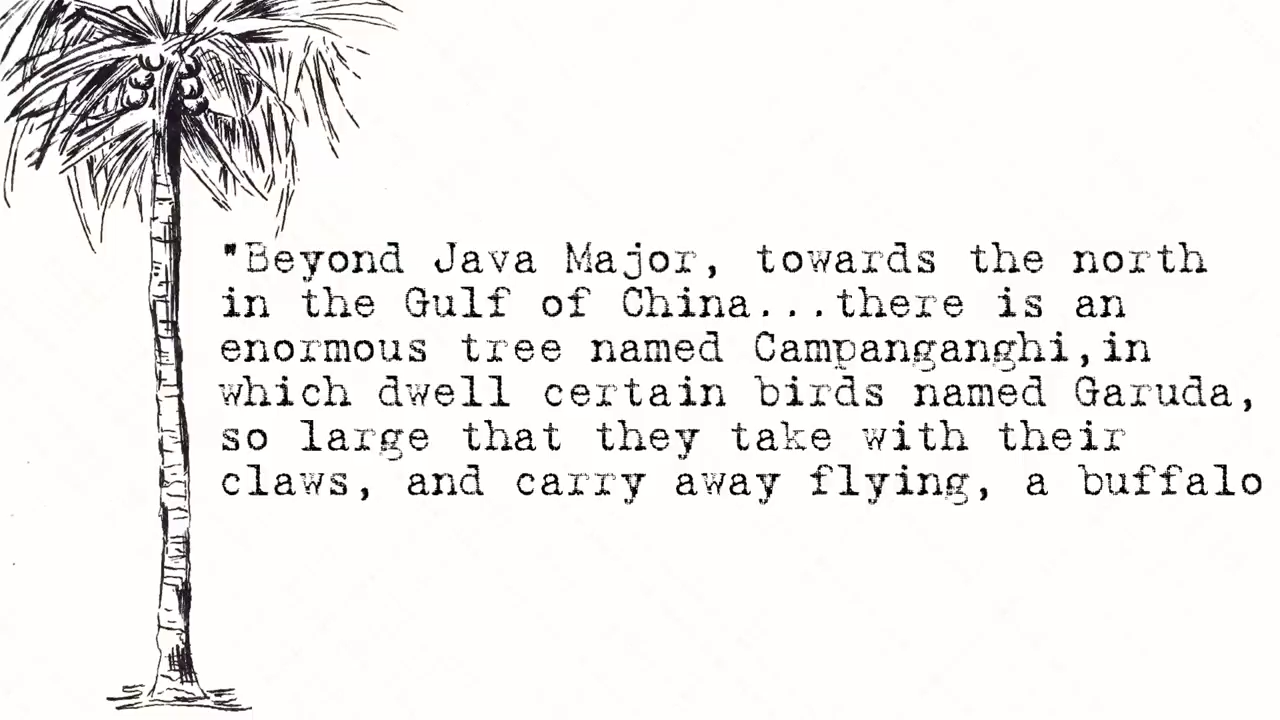 "Beyond Java Major, towards the north
in the Gulf of China...there is an
enormous tree named Campanganghi,in
which dwell certain birds named Garuda,
so large that they take with their
claws, and carry away flying, a buffalo